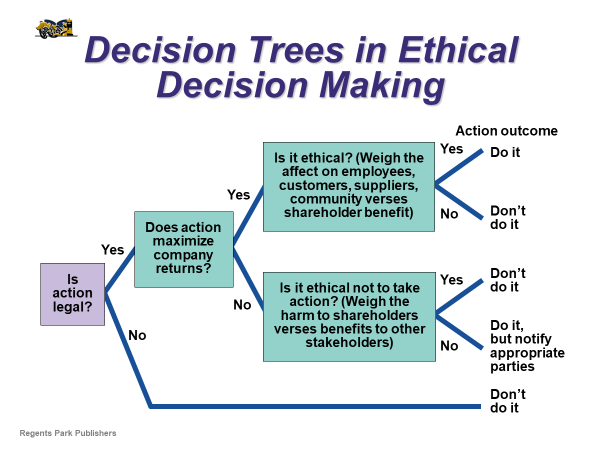 Decision Trees in Ethical
Decision Making
Action outcome
Is it ethical? (Weigh the
affect on employees,
customers, suppliers,
community verses
shareholder benefit)
Yes
Do it
No
Don’t
do it
Yes
Does action
maximize
company
returns?
Yes
No
Is
action
legal?
Is it ethical not to take
action? (Weigh the
harm to shareholders
verses benefits to other
stakeholders)
Yes
Don’t
do it
No
Do it,
but notify
appropriate
parties
No
Don’t
do it
Regents Park Publishers